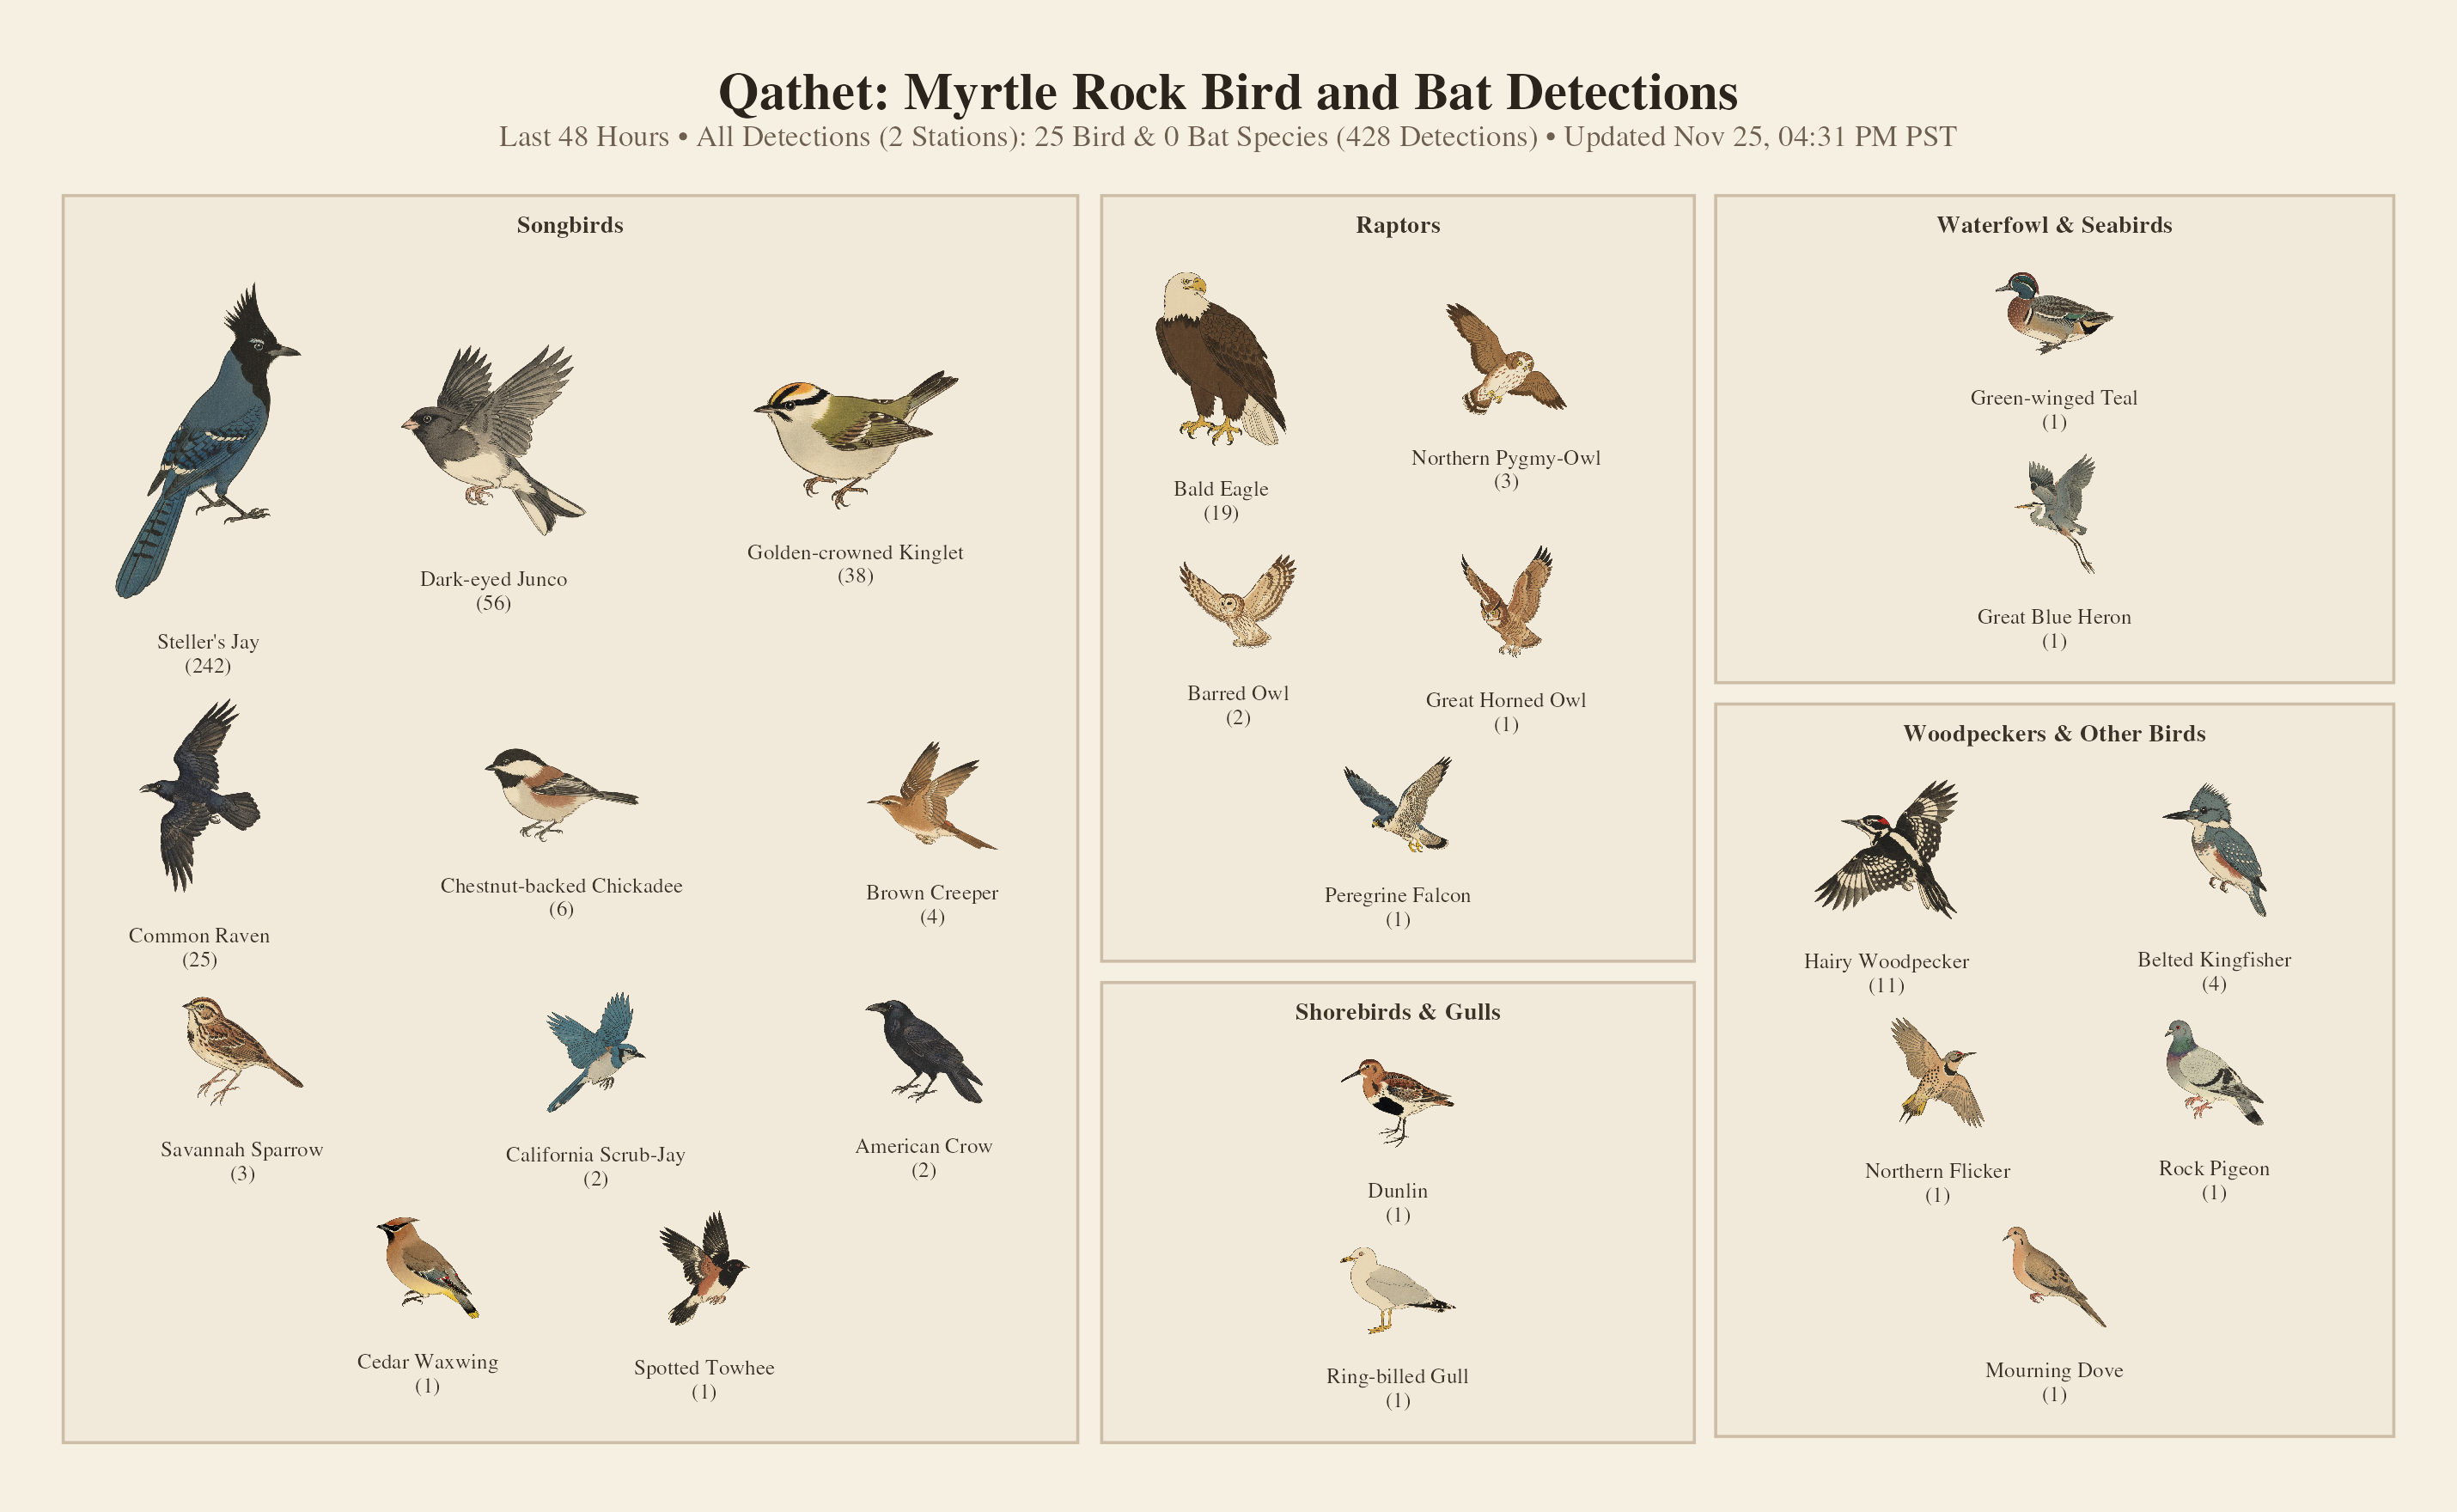 Qathet: Myrtle Rock Bird and Bat Detections
Last 48 Hours • All Detections (2 Stations): 25 Bird & 0 Bat Species (428 Detections) • Updated Nov 25, 04:31 PM PST
Songbirds
Steller's Jay
(242)
Dark-eyed Junco
(56)
Golden-crowned Kinglet
(38)
Common Raven
(25)
Chestnut-backed Chickadee
(6)
Brown Creeper
(4)
Savannah Sparrow
(3)
California Scrub-Jay
(2)
American Crow
(2)
Cedar Waxwing
(1)
Spotted Towhee
(1)
Raptors
Bald Eagle
(19)
Northern Pygmy-Owl
(3)
Barred Owl
(2)
Great Horned Owl
(1)
Peregrine Falcon
(1)
Shorebirds & Gulls
Dunlin
(1)
Ring-billed Gull
(1)
Waterfowl & Seabirds
Green-winged Teal
(1)
Great Blue Heron
(1)
Woodpeckers & Other Birds
Hairy Woodpecker
(11)
Belted Kingfisher
(4)
Northern Flicker
(1)
Rock Pigeon
(1)
Mourning Dove
(1)